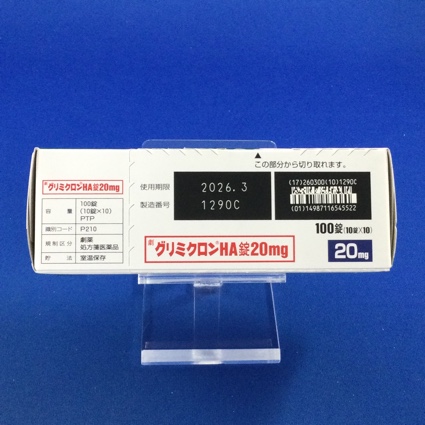 劇 グリミクロンHA錠20mg
容量 100錠
(10錠×10)
PTP
識別コード P210
規制区分 劇薬
処方箋医薬品
貯法 室温保存
▲
この部分から切り取れます。
使用期限 2026.3
製造番号 1290C
(17)260300(10)1290C
(01)14987116545522
劇 グリミクロンHA錠20mg
100錠(10錠×10)
20mg